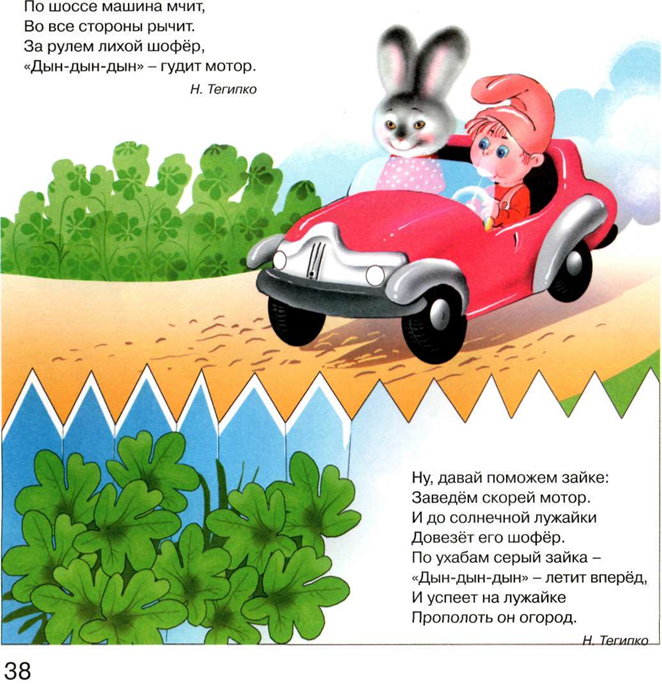 По шоссе машина мчит,
Во все стороны рычит.
За рулем лихой шофёр,
«Дын-дын-дын» – гудит мотор.
Н. Тегипко
Ну, давай поможем зайке:
Заведём скорей мотор.
И до солнечной лужайки
Довезёт его шофёр.
По ухабам серый зайка –
«Дын-дын-дын» – летит вперёд,
И успеет на лужайке
Прополоть он огород.
Н. Тегипко
38